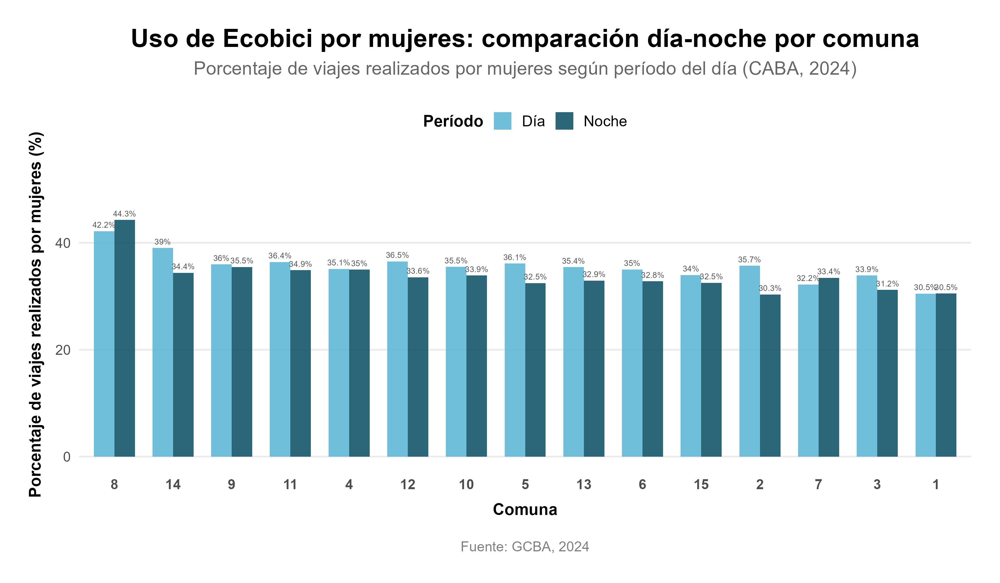 Uso de Ecobici por mujeres: comparación día-noche por comuna
Porcentaje de viajes realizados por mujeres según período del día (CABA, 2024)
Período Día Noche
Porcentaje de viajes realizados por mujeres (%)
40
20
0
42.2% 44.3%
39% 34.4%
36% 35.5%
36.4% 34.9%
35.1% 35%
36.5% 33.6%
35.5% 33.9%
36.1% 32.5%
35.4% 32.9%
35% 32.8%
34% 32.5%
35.7% 30.3%
32.2% 33.4%
33.9% 31.2%
30.5% 30.5%
8 14 9 11 4 12 10 5 13 6 15 2 7 3 1
Comuna
Fuente: GCBA, 2024